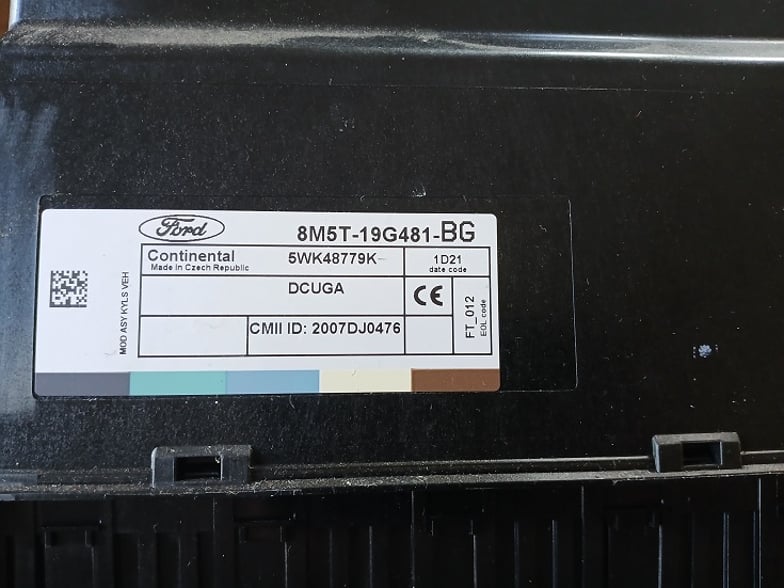 Ford
8M5T-19G481-BG
Continental
Made in Czech Republic
5WK48779K
1D21
date code
MOD ASY KYLS VEH
DCUGA
CE
FT_012
EOL code
CMII ID: 2007DJ0476